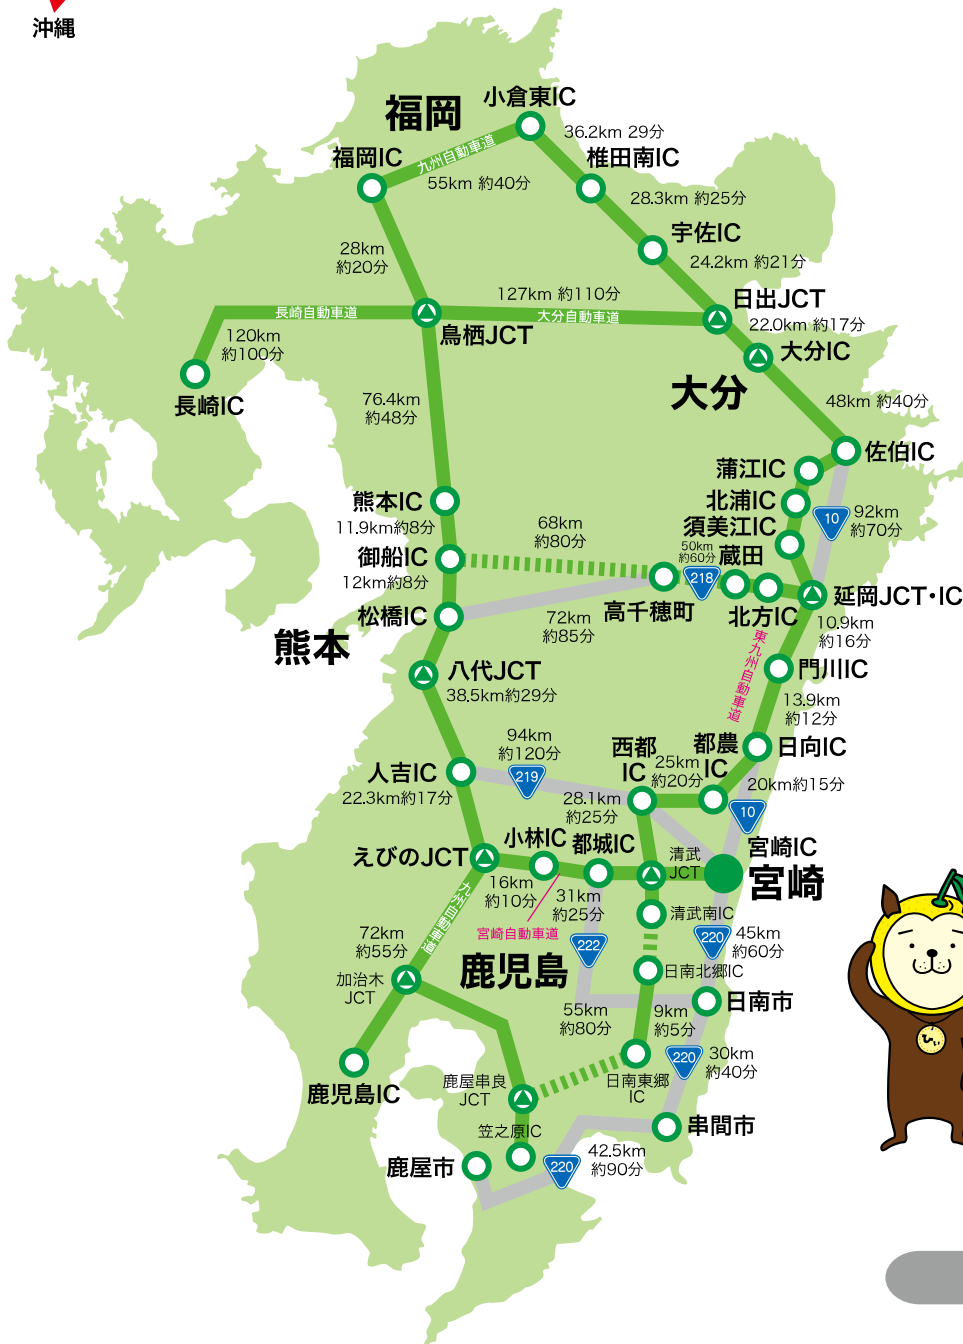 沖縄
福岡
小倉東IC
36.2km 29分
椎田南IC
福岡IC
九州自動車道
55km 約40分
28.3km 約25分
宇佐IC
24.2km 約21分
28km
約20分
127km 約110分
日出JCT
長崎自動車道
大分自動車道
22.0km 約17分
鳥栖JCT
120km
約100分
大分IC
長崎IC
大分
76.4km
約48分
48km 約40分
佐伯IC
蒲江IC
熊本IC
北浦IC
11.9km約8分
須美江IC
10
92km
約70分
68km
約80分
御船IC
50km
約60分
蔵田
12km約8分
218
松橋IC
高千穂町
北方IC
延岡JCT・IC
72km
約85分
10.9km
約16分
熊本
東九州自動車道
八代JCT
38.5km約29分
門川IC
13.9km
約12分
94km
約120分
西都
IC
都農
IC
日向IC
人吉IC
219
25km
約20分
22.3km約17分
28.1km
約25分
20km約15分
10
小林IC
都城IC
えびのJCT
清武
JCT
宮崎IC
宮崎
16km
約10分
31km
約25分
九州自動車道
宮崎自動車道
清武南IC
72km
約55分
222
220
45km
約60分
鹿児島
加治木
JCT
日南北郷IC
日南市
55km
約80分
9km
約5分
ひぃ
220
30km
約40分
鹿児島IC
鹿屋串良
JCT
日南東郷
IC
笠之原IC
串間市
鹿屋市
220
42.5km
約90分